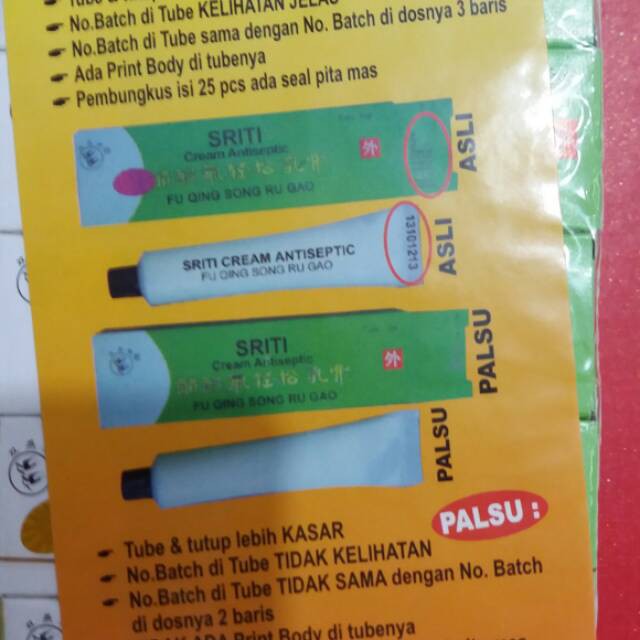 No.Batch di Tube KELIHATAN JELAS
No.Batch di Tube sama dengan No. Batch di dosnya 3 baris
Ada Print Body di tubenya
Pembungkus isi 25 pcs ada seal pita mas
SRITI
Cream Antiseptic
外
FU QING SONG RU GAO
ASLI
SRITI CREAM ANTISEPTIC
FU QING SONG RU GAO
13101213
ASLI
SRITI
Cream Antiseptic
外
FU QING SONG RU GAO
PALSU
PALSU
PALSU :
Tube & tutup lebih KASAR
No.Batch di Tube TIDAK KELIHATAN
No.Batch di Tube TIDAK SAMA dengan No. Batch
di dosnya 2 baris
Print Body di tubenya